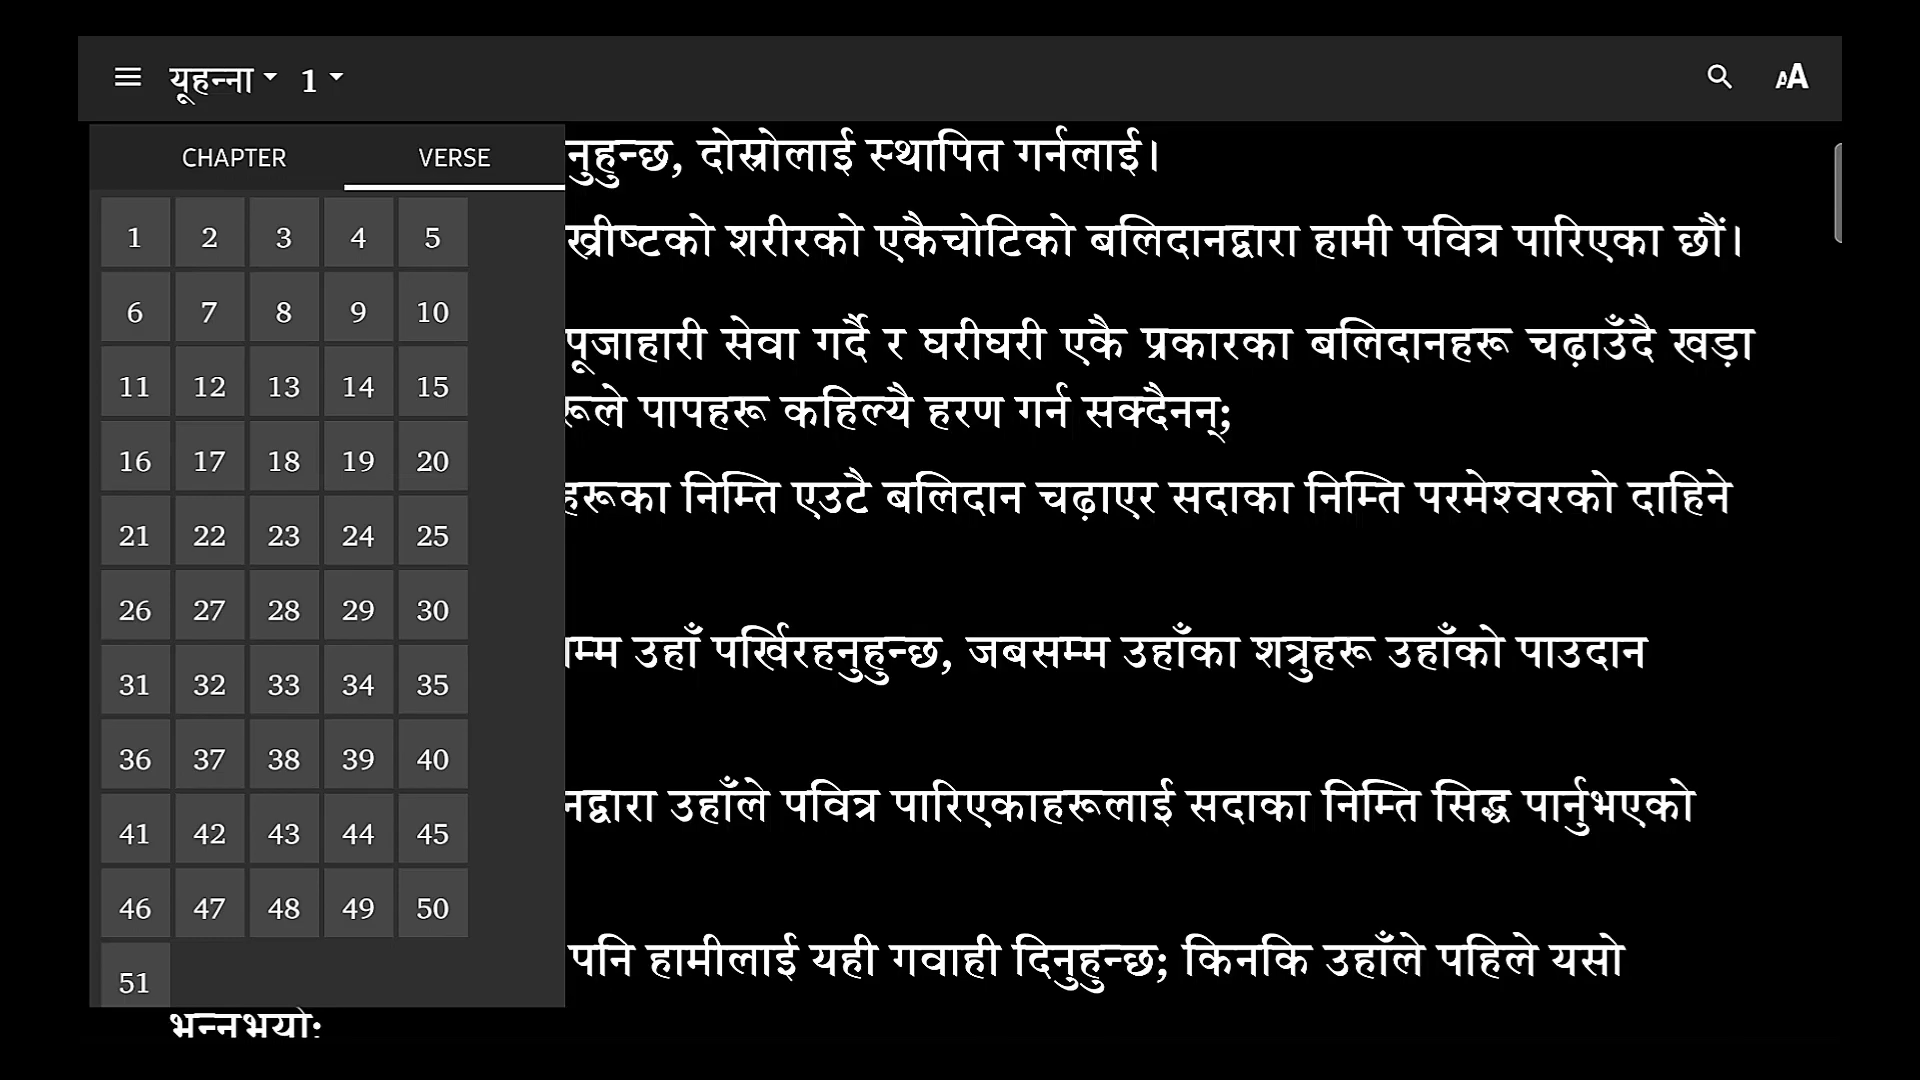 यूहन्ना 1
CHAPTER VERSE
1 2 3 4 5
6 7 8 9 10
11 12 13 14 15
16 17 18 19 20
21 22 23 24 25
26 27 28 29 30
31 32 33 34 35
36 37 38 39 40
41 42 43 44 45
46 47 48 49 50
51
नुहुन्छ, दोस्रोलाई स्थापित गर्नलाई।
ख्रीष्टको शरीरको एकैचोटिको बलिदानद्वारा हामी पवित्र पारिएका छौं।
पूजाहारी सेवा गर्दै र घरीघरी एकै प्रकारका बलिदानहरू चढ़ाउँदै खड़ा
रूले पापहरू कहिल्यै हरण गर्न सक्दैनन्;
हरूका निम्ति एउटै बलिदान चढ़ाएर सदाका निम्ति परमेश्वरको दाहिने
म्म उहाँ पर्खिरहनुहुन्छ, जबसम्म उहाँका शत्रुहरू उहाँको पाउदान
नद्वारा उहाँले पवित्र पारिएकाहरूलाई सदाका निम्ति सिद्ध पार्नुभएको
पनि हामीलाई यही गवाही दिनुहुन्छ; किनकि उहाँले पहिले यसो
भन्नुभयो: